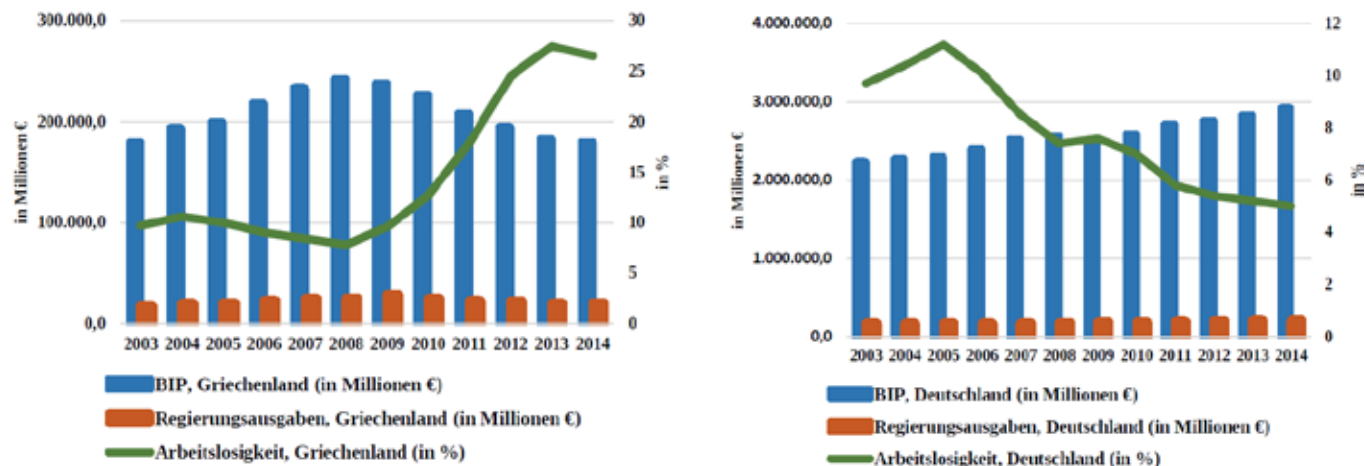 300.000,0
200.000,0
100.000,0
0,0
in Millionen €
30
25
20
15
10
5
0
in %
2003 2004 2005 2006 2007 2008 2009 2010 2011 2012 2013 2014
BIP, Griechenland (in Millionen €)
Regierungsausgaben, Griechenland (in Millionen €)
Arbeitslosigkeit, Griechenland (in %)
4.000.000,0
3.000.000,0
2.000.000,0
1.000.000,0
0,0
in Millionen €
12
10
8
6
4
2
0
in %
2003 2004 2005 2006 2007 2008 2009 2010 2011 2012 2013 2014
BIP, Deutschland (in Millionen €)
Regierungsausgaben, Deutschland (in Millionen €)
Arbeitslosigkeit, Deutschland (in %)